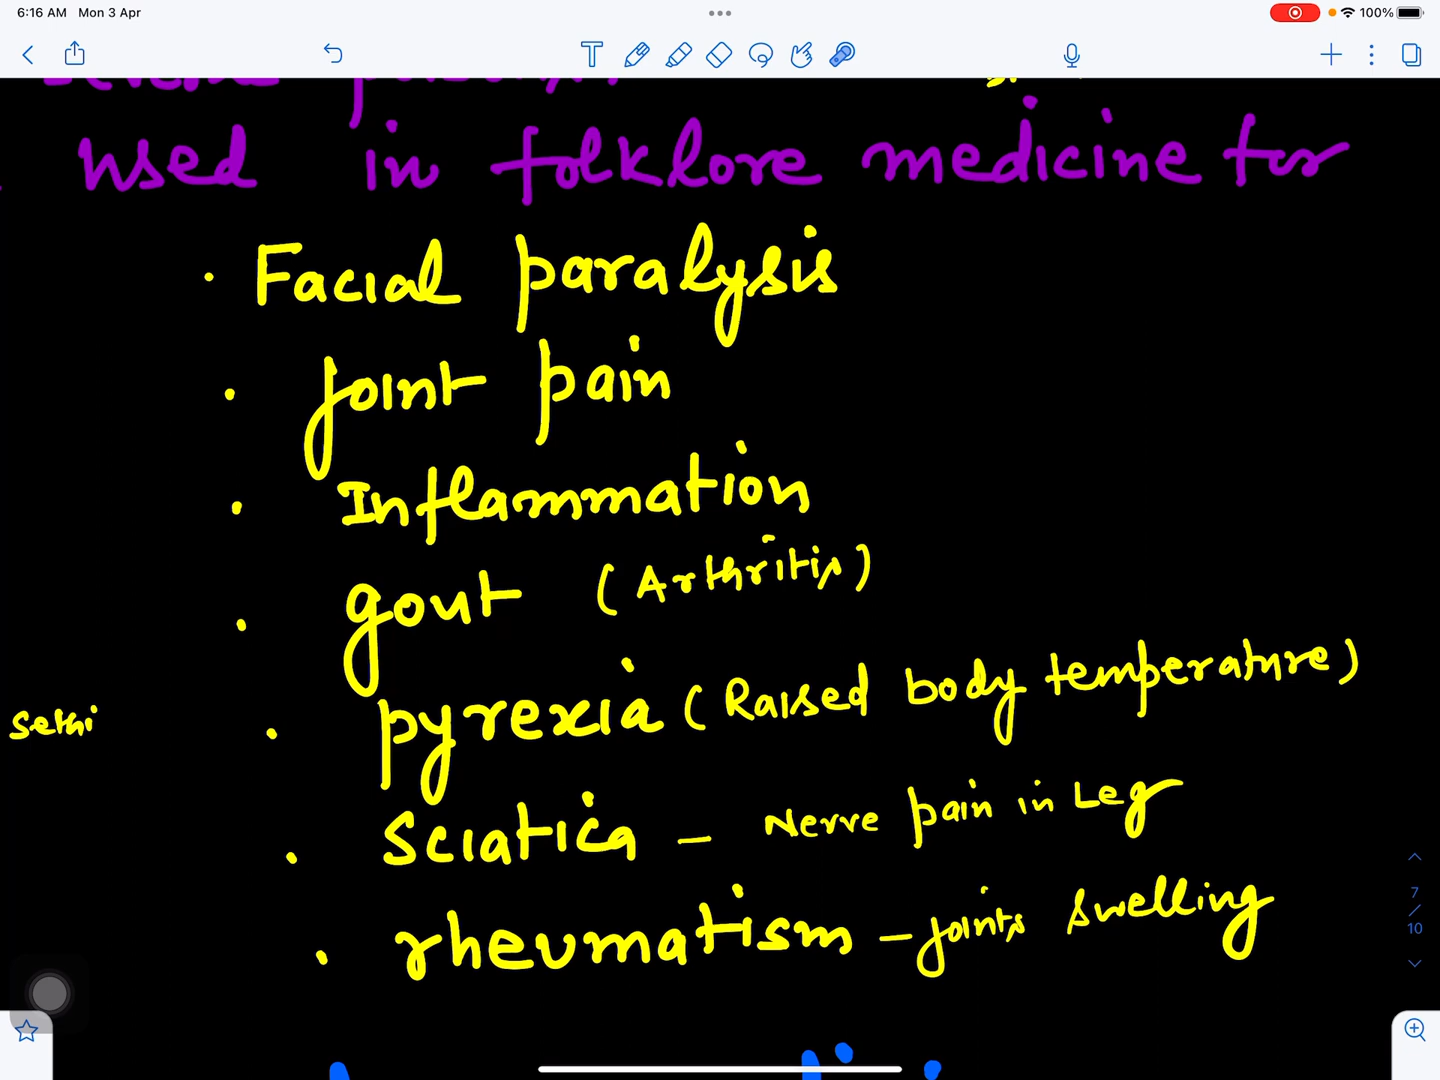 6:16 AM Mon 3 Apr
100%
used in folklore medicine for
· Facial paralysis
· Joint pain
· Inflammation
· gout (Arthritis)
· pyrexia (Raised body temperature)
Sethi
· Sciatica – Nerve pain in Leg
· rheumatism – joints swelling
7
/
10